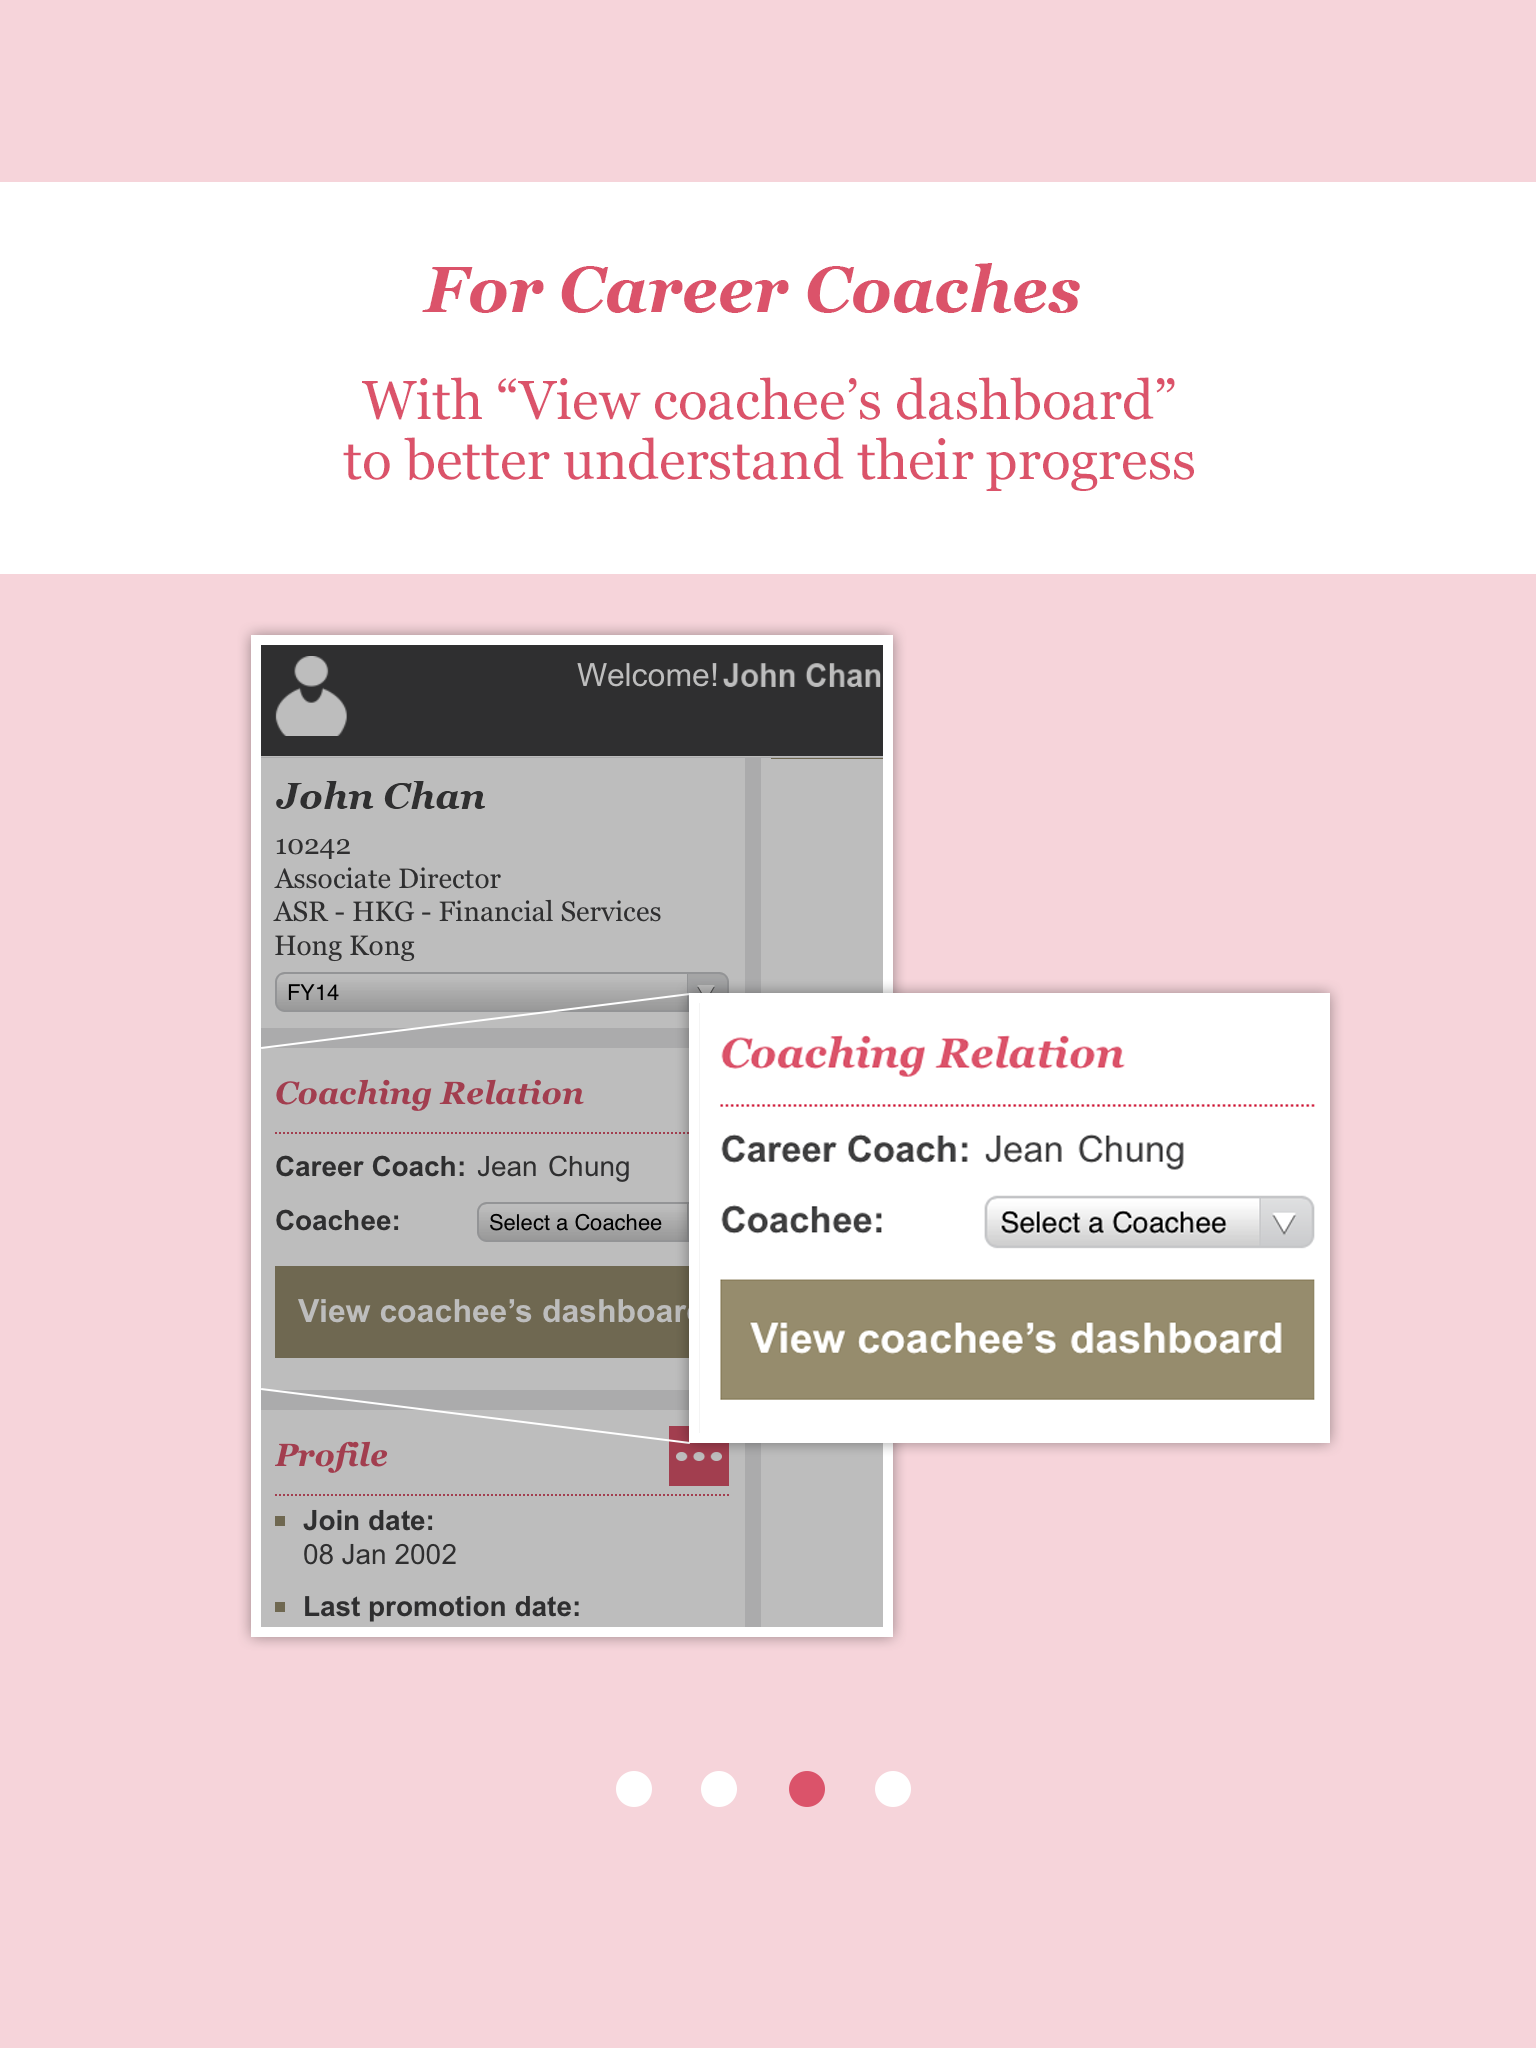 For Career Coaches
With “View coachee’s dashboard”
to better understand their progress
Welcome! John Chan
John Chan
10242
Associate Director
ASR - HKG - Financial Services
Hong Kong
FY14
Coaching Relation
Career Coach: Jean Chung
Coachee: Select a Coachee
View coachee’s dashboar
Profile
Join date:
08 Jan 2002
Last promotion date:
Coaching Relation
Career Coach: Jean Chung
Coachee: Select a Coachee
View coachee’s dashboard